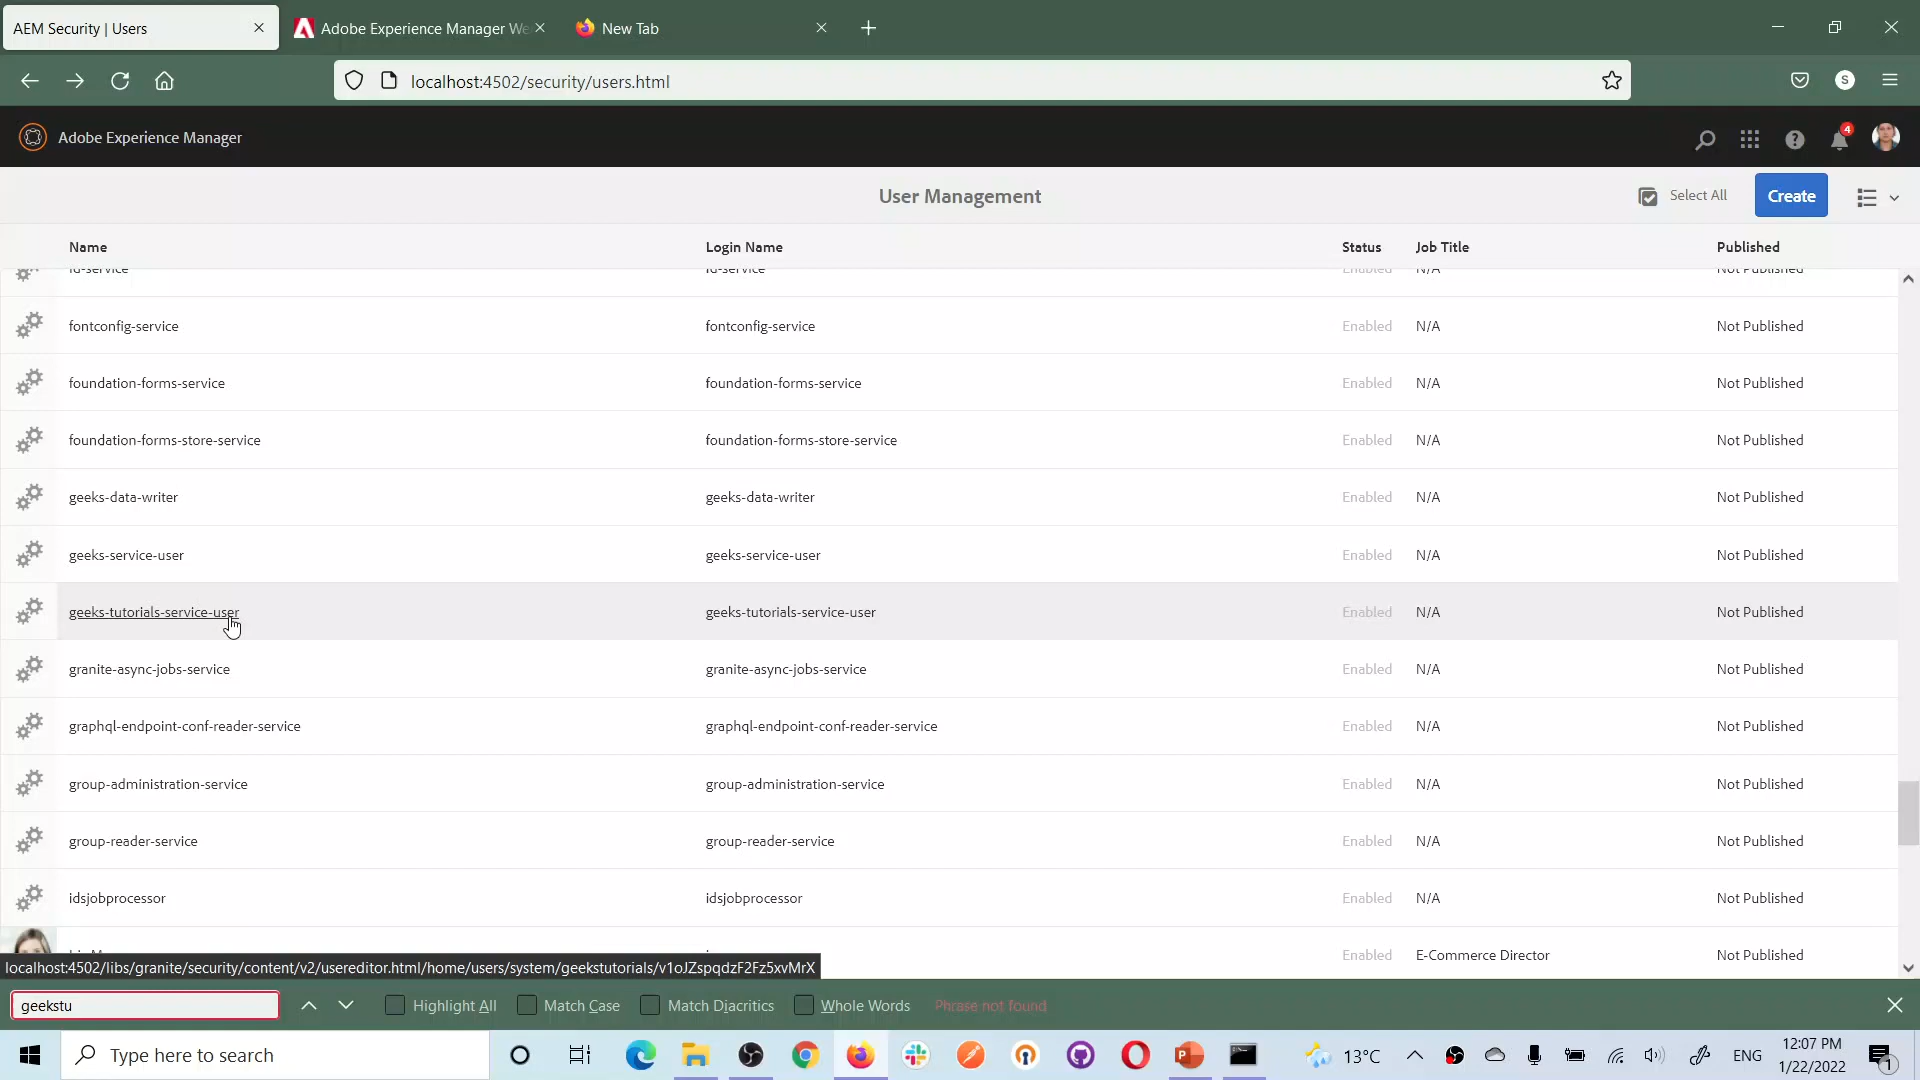 AEM Security | Users
Adobe Experience Manager We
New Tab
localhost:4502/security/users.html
S
Adobe Experience Manager
4
User Management
Select All
Create
Name Login Name Status Job Title Published
id-service id-service Enabled N/A Not Published
fontconfig-service fontconfig-service Enabled N/A Not Published
foundation-forms-service foundation-forms-service Enabled N/A Not Published
foundation-forms-store-service foundation-forms-store-service Enabled N/A Not Published
geeks-data-writer geeks-data-writer Enabled N/A Not Published
geeks-service-user geeks-service-user Enabled N/A Not Published
geeks-tutorials-service-user geeks-tutorials-service-user Enabled N/A Not Published
granite-async-jobs-service granite-async-jobs-service Enabled N/A Not Published
graphql-endpoint-conf-reader-service graphql-endpoint-conf-reader-service Enabled N/A Not Published
group-administration-service group-administration-service Enabled N/A Not Published
group-reader-service group-reader-service Enabled N/A Not Published
idsjobprocessor idsjobprocessor Enabled N/A Not Published
Enabled E-Commerce Director Not Published
localhost:4502/libs/granite/security/content/v2/usereditor.html/home/users/system/geekstutorials/v1oJZspqdzF2Fz5xvMrX
geekstu Highlight All Match Case Match Diacritics Whole Words Phrase not found
Type here to search
13°C
ENG
12:07 PM
1/22/2022
1